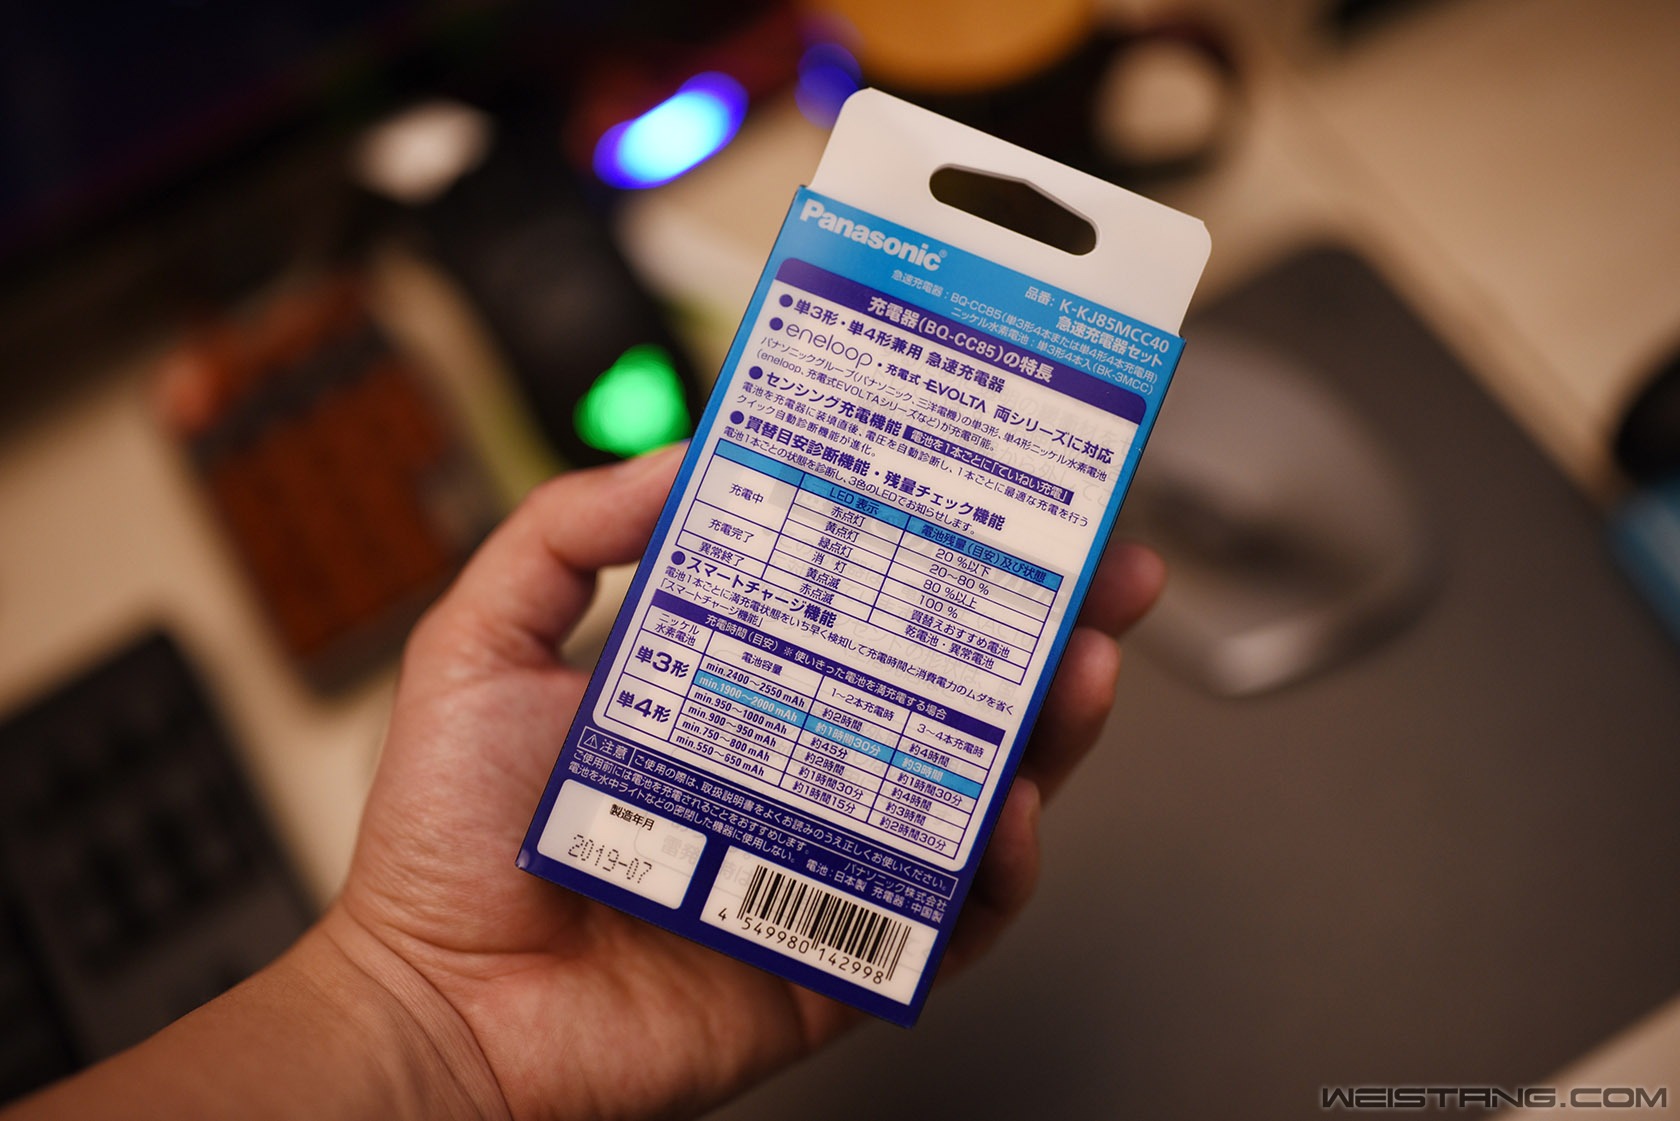 Panasonic®
品番: K-KJ85MCC40
急速充電器セット
急速充電器：BQ-CC85(単3形4本または単4形4本充電用)
ニッケル水素電池：単3形4本入(BK-3MCC)
充電器(BQ-CC85)の特長
●単3形・単4形兼用 急速充電器
●eneloop・充電式EVOLTA 両シリーズに対応
パナソニックグループ(パナソニック、三洋電機)の単3形、単4形ニッケル水素電池
(eneloop、充電式EVOLTAシリーズなど)が充電可能。
●センシング充電機能 電池を1本ごとに「ていねい充電」
電池を充電器に装填直後、電圧を自動診断し、1本ごとに最適な充電を行う
クイック自動診断機能が進化。
●買替目安診断機能・残量チェック機能
電池1本ごとの状態を診断し、3色のLEDでお知らせします。
LED 表示 電池残量(目安)及び状態
充電中 赤点灯 20 %以下
黄点灯 20～80 %
緑点灯 80 %以上
充電完了 消 灯 100 %
黄点滅 買替えおすすめ電池
異常終了 赤点滅 乾電池・異常電池
●スマートチャージ機能
電池1本ごとに満充電状態をいち早く検知して充電時間と消費電力のムダを省く
「スマートチャージ機能」
充電時間(目安) ※使いきった電池を満充電する場合
ニッケル水素電池 電池容量 1～2本充電時 3～4本充電時
単3形 min.2400～2550 mAh 約2時間 約4時間
min.1900～2000 mAh 約1時間30分 約3時間
min.950～1000 mAh 約45分 約1時間30分
単4形 min.900～950 mAh 約2時間 約4時間
min.750～800 mAh 約1時間30分 約3時間
min.550～650 mAh 約1時間15分 約2時間30分
⚠注意 ご使用の際は、取扱説明書をよくお読みのうえ正しくお使いください。
ご使用前には電池を充電されることをおすすめします。
電池を水中ライトなどの密閉した機器に使用しない。
パナソニック株式会社
電池：日本製 充電器：中国製
製造年月
2019-07
4 549980 142998
WEISTANG.COM